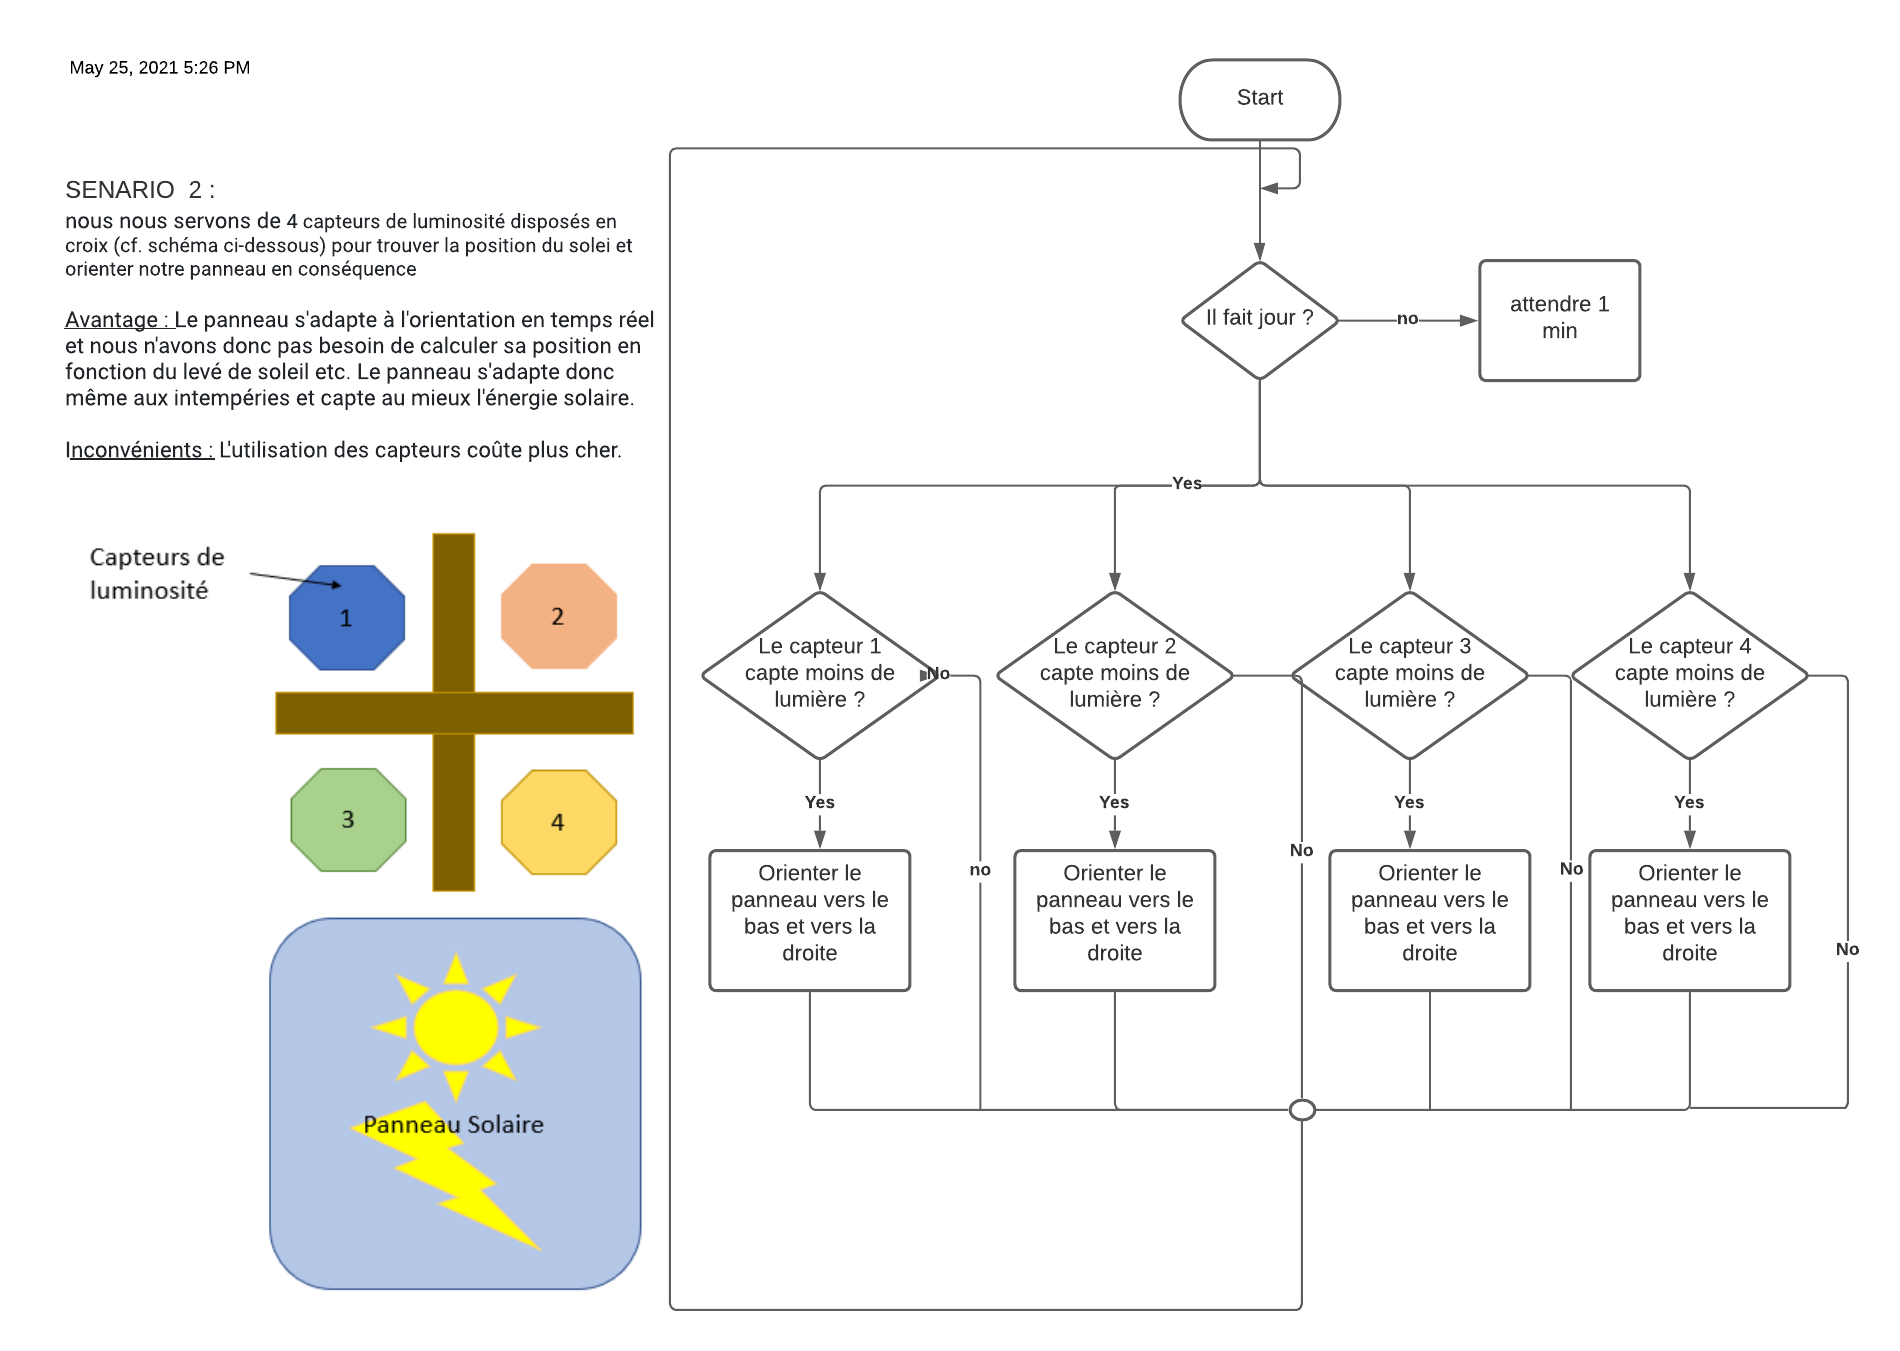 May 25, 2021 5:26 PM
SENARIO  2 :
nous nous servons de 4 capteurs de luminosité disposés en
croix (cf. schéma ci-dessous) pour trouver la position du solei et
orienter notre panneau en conséquence
Avantage : Le panneau s'adapte à l'orientation en temps réel
et nous n'avons donc pas besoin de calculer sa position en
fonction du levé de soleil etc. Le panneau s'adapte donc
même aux intempéries et capte au mieux l'énergie solaire.
Inconvénients : L'utilisation des capteurs coûte plus cher.
Capteurs de
luminosité
1
2
3
4
Panneau Solaire
Start
Il fait jour ?
no
attendre 1
min
Yes
Le capteur 1
capte moins de
lumière ?
No
Le capteur 2
capte moins de
lumière ?
Le capteur 3
capte moins de
lumière ?
Le capteur 4
capte moins de
lumière ?
Yes
Yes
Yes
Yes
no
No
No
No
Orienter le
panneau vers le
bas et vers la
droite
Orienter le
panneau vers le
bas et vers la
droite
Orienter le
panneau vers le
bas et vers la
droite
Orienter le
panneau vers le
bas et vers la
droite